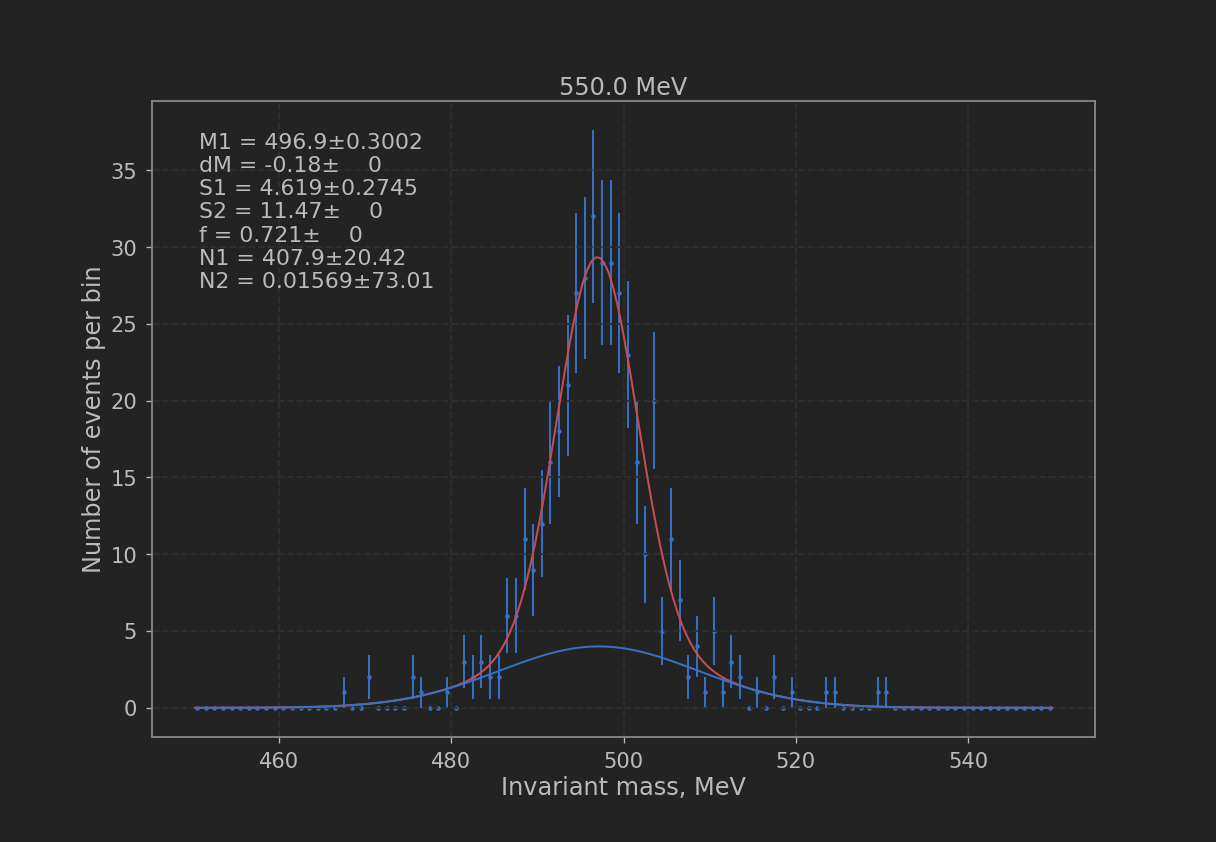 550.0 MeV
M1 = 496.9±0.3002
dM = -0.18±    0
S1 = 4.619±0.2745
S2 = 11.47±    0
f = 0.721±    0
N1 = 407.9±20.42
N2 = 0.01569±73.01
Number of events per bin
35
30
25
20
15
10
5
0
460 480 500 520 540
Invariant mass, MeV